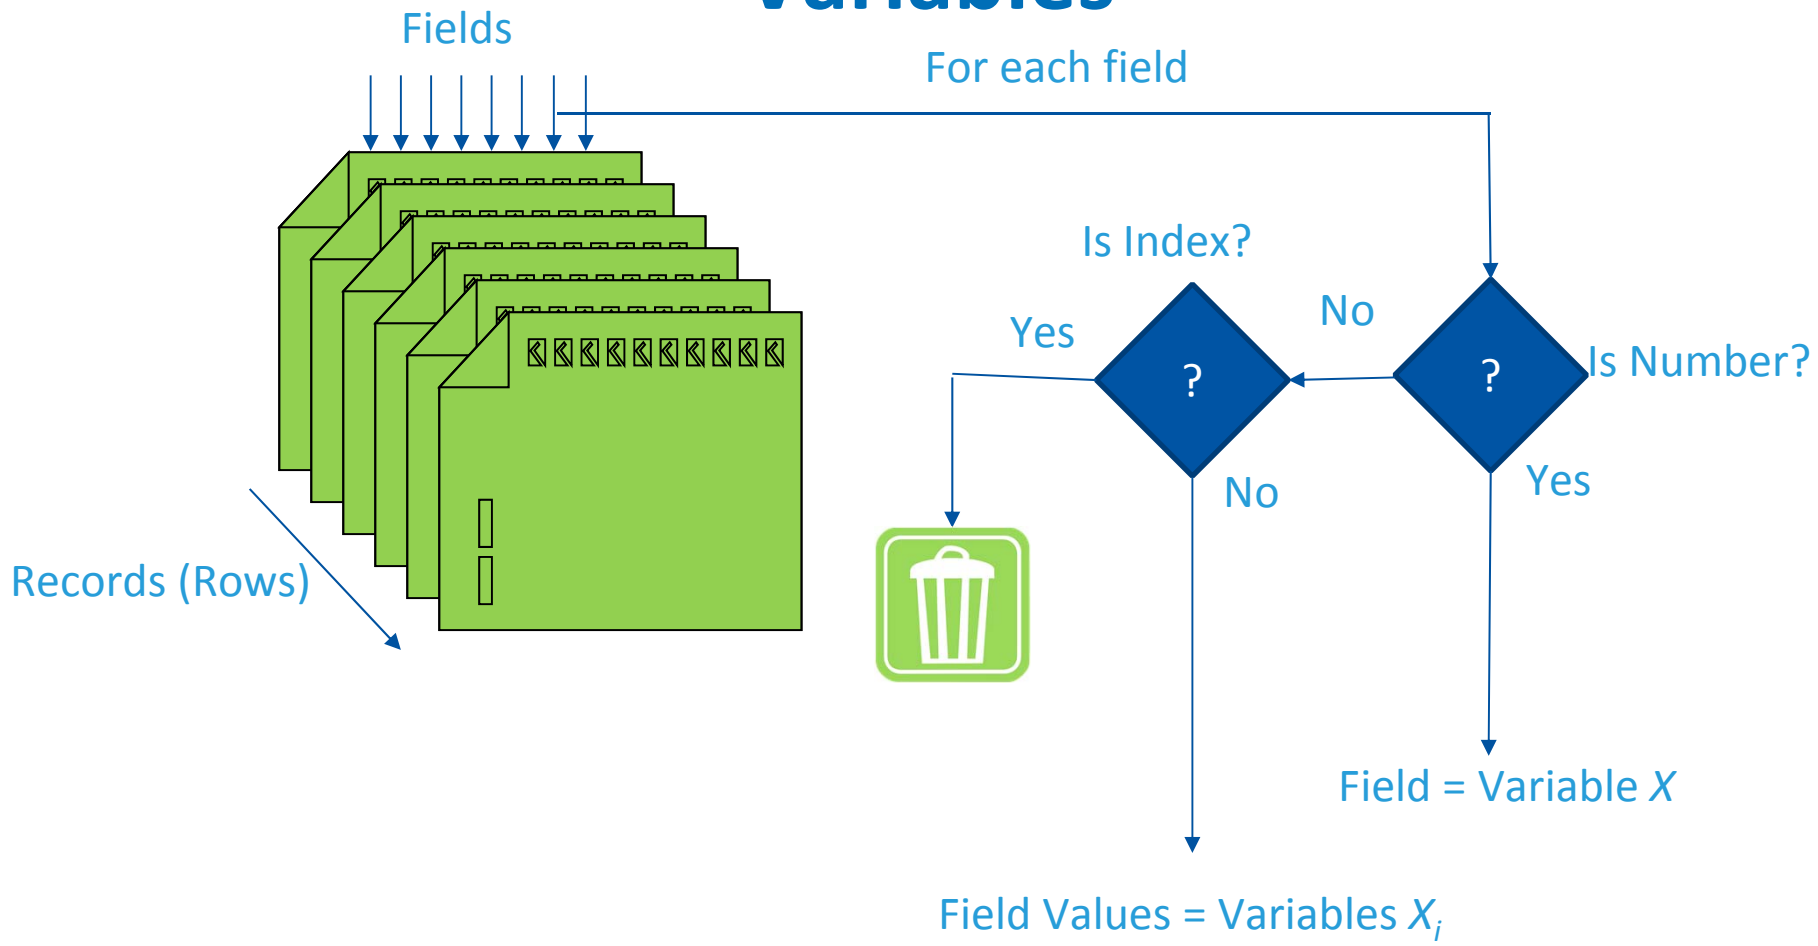 Variables
Fields
For each field
Is Index?
No
Yes
Is Number?
?
?
Yes
No
Records (Rows)
Field = Variable X
Field Values = Variables Xi